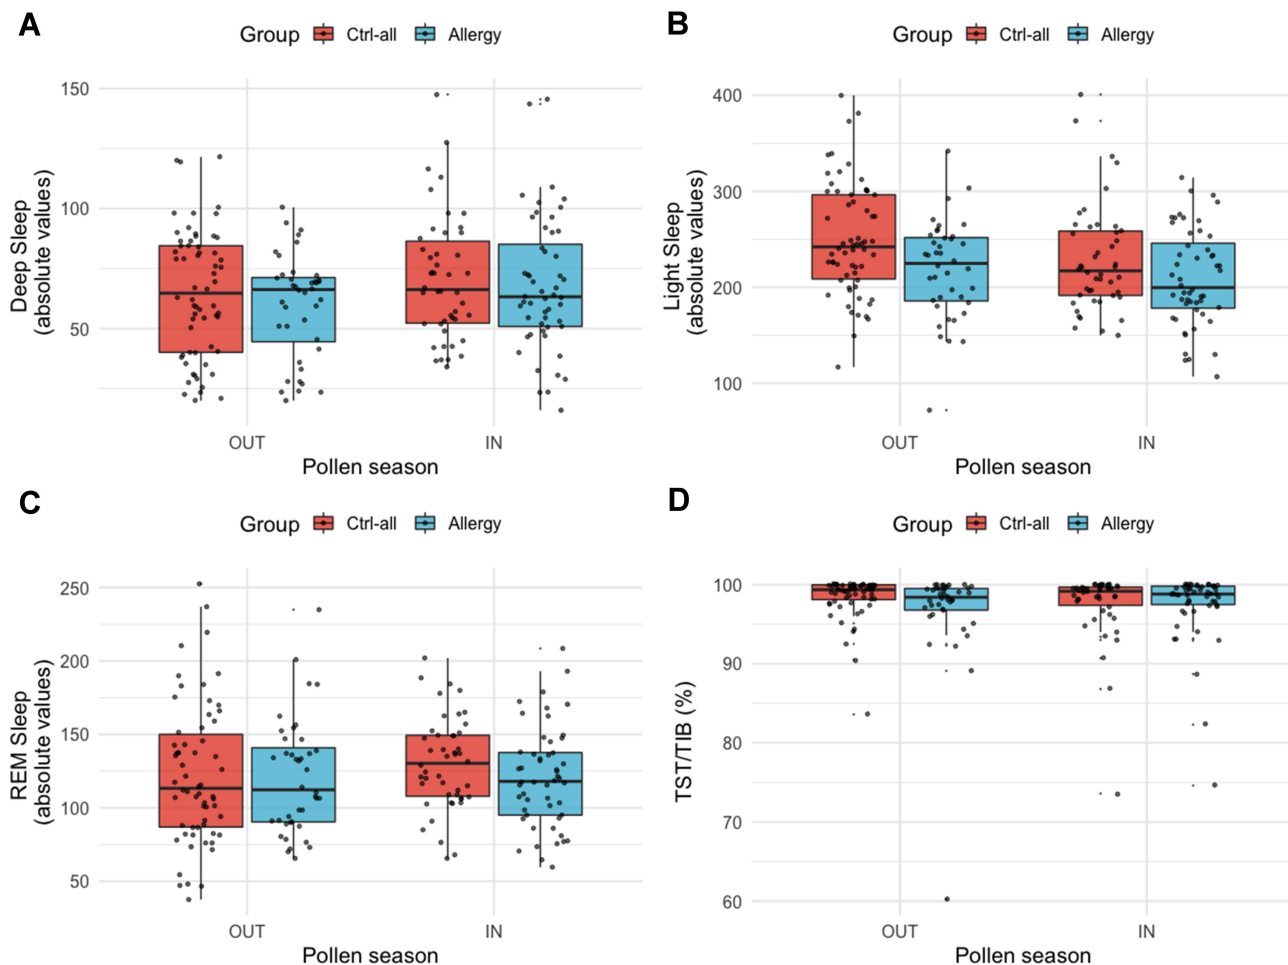 A
Group Ctrl-all Allergy
Deep Sleep
(absolute values)
150
100
50
OUT IN
Pollen season
B
Group Ctrl-all Allergy
Light Sleep
(absolute values)
400
300
200
100
OUT IN
Pollen season
C
Group Ctrl-all Allergy
REM Sleep
(absolute values)
250
200
150
100
50
OUT IN
Pollen season
D
Group Ctrl-all Allergy
TST/TIB (%)
100
90
80
70
60
OUT IN
Pollen season